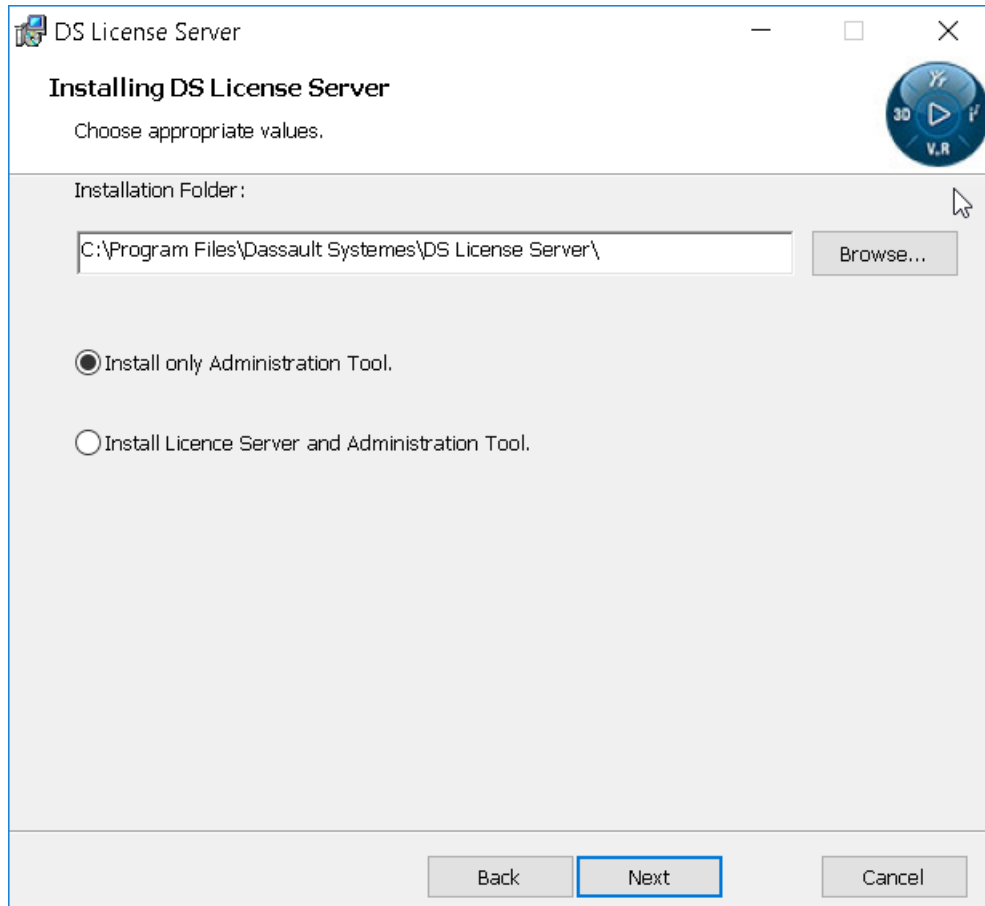 DS License Server
Installing DS License Server
Choose appropriate values.
3D
V,R
Installation Folder:
C:\Program Files\Dassault Systemes\DS License Server\
Browse...
Install only Administration Tool.
Install Licence Server and Administration Tool.
Back
Next
Cancel